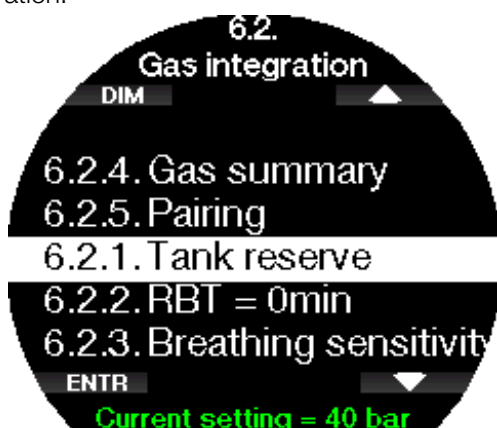 ation.
6.2.
Gas integration
DIM
6.2.4. Gas summary
6.2.5. Pairing
6.2.1. Tank reserve
6.2.2. RBT = 0min
6.2.3. Breathing sensitivity
ENTR
Current setting = 40 bar